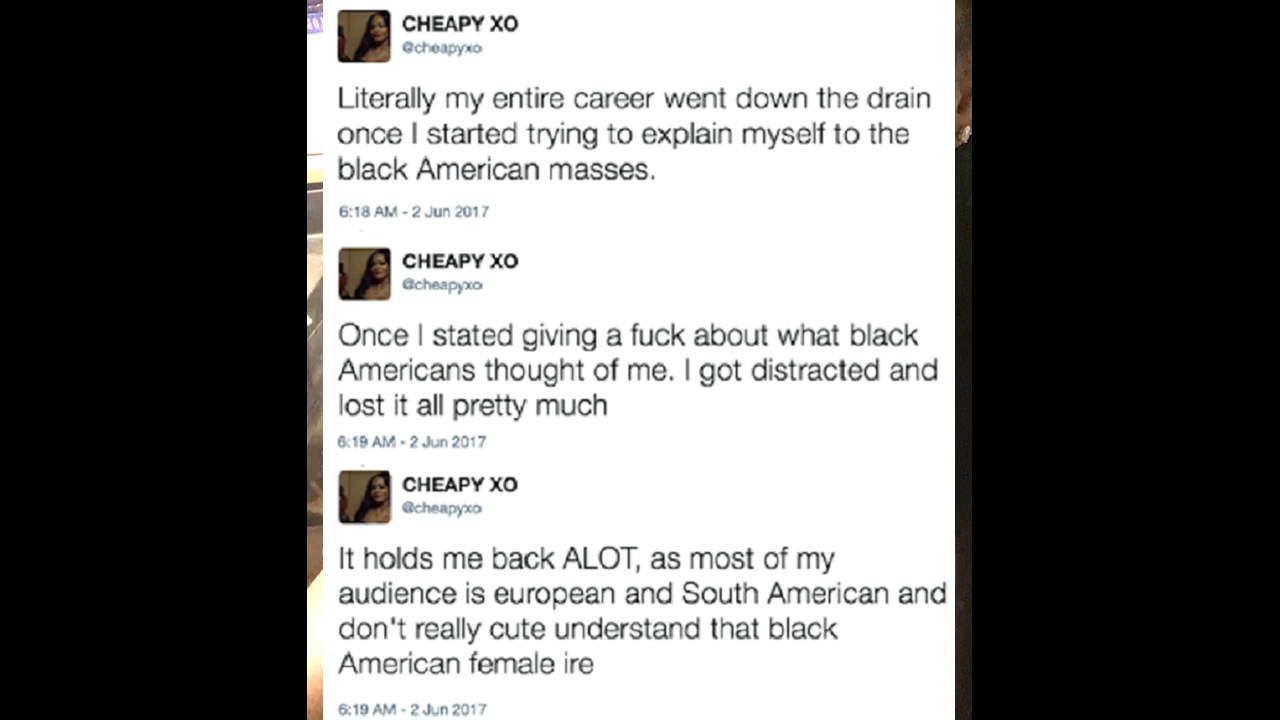 CHEAPY XO
@cheapyxo
Literally my entire career went down the drain
once I started trying to explain myself to the
black American masses.
6:18 AM - 2 Jun 2017
CHEAPY XO
@cheapyxo
Once I stated giving a fuck about what black
Americans thought of me. I got distracted and
lost it all pretty much
6:19 AM - 2 Jun 2017
CHEAPY XO
@cheapyxo
It holds me back ALOT, as most of my
audience is european and South American and
don't really cute understand that black
American female ire
6:19 AM - 2 Jun 2017